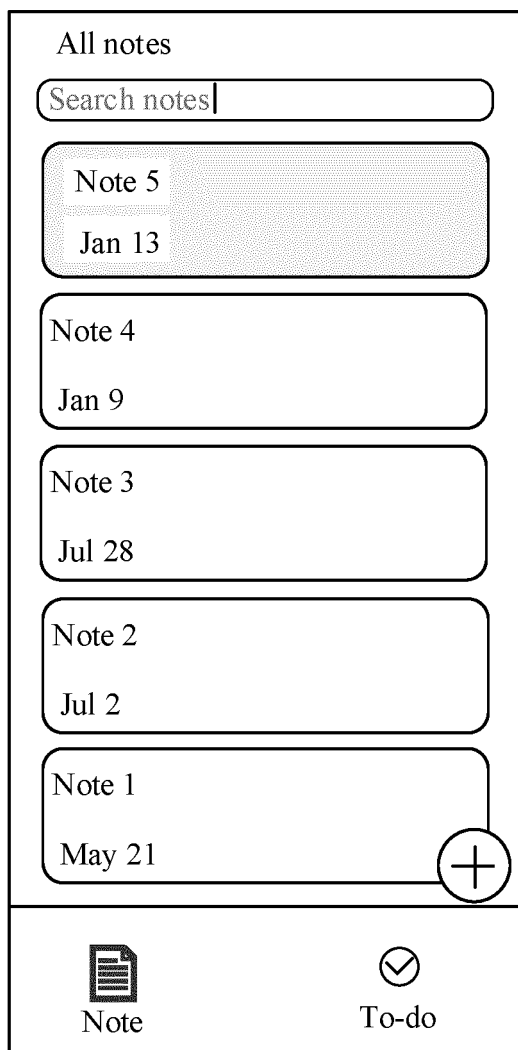 All notes
Search notes
Note 5
Jan 13
Note 4
Jan 9
Note 3
Jul 28
Note 2
Jul 2
Note 1
May 21
Note
To-do